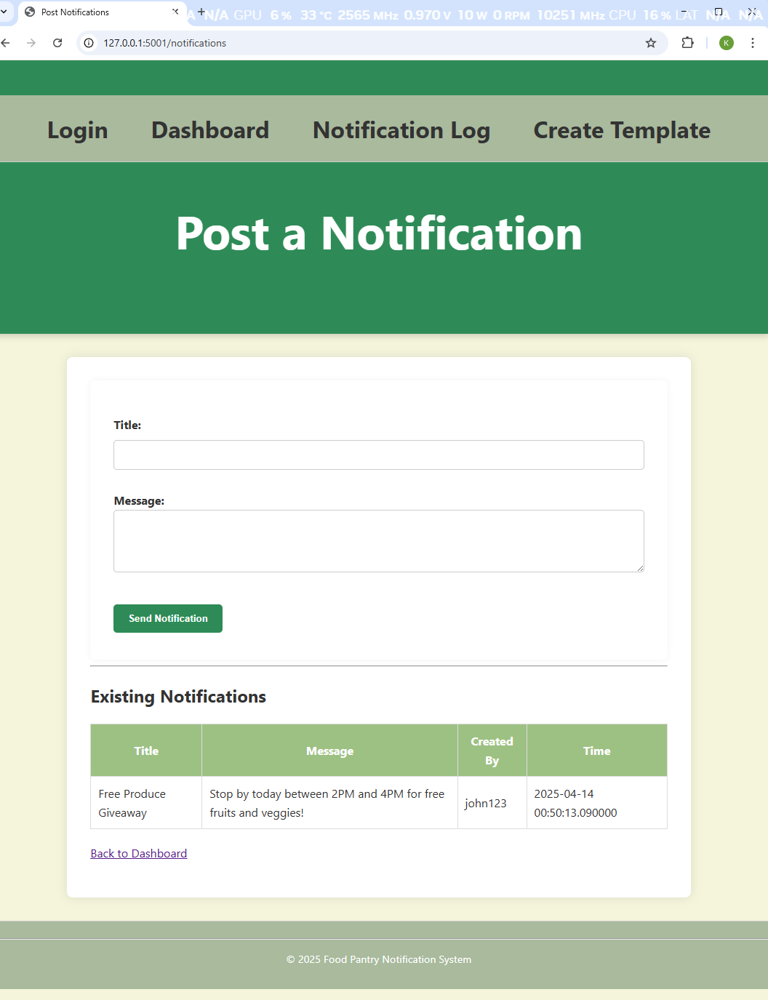 Post Notifications
N/A GPU 6 % 33 °C 2565 MHz 0.970 V 10 W 0 RPM 10251 MHz CPU 16 % LAT N/A N/A
127.0.0.1:5001/notifications
K
Login Dashboard Notification Log Create Template
Post a Notification
Title:
Message:
Send Notification
Existing Notifications
Title Message Created By Time
Free Produce Giveaway Stop by today between 2PM and 4PM for free fruits and veggies! john123 2025-04-14 00:50:13.090000
Back to Dashboard
© 2025 Food Pantry Notification System